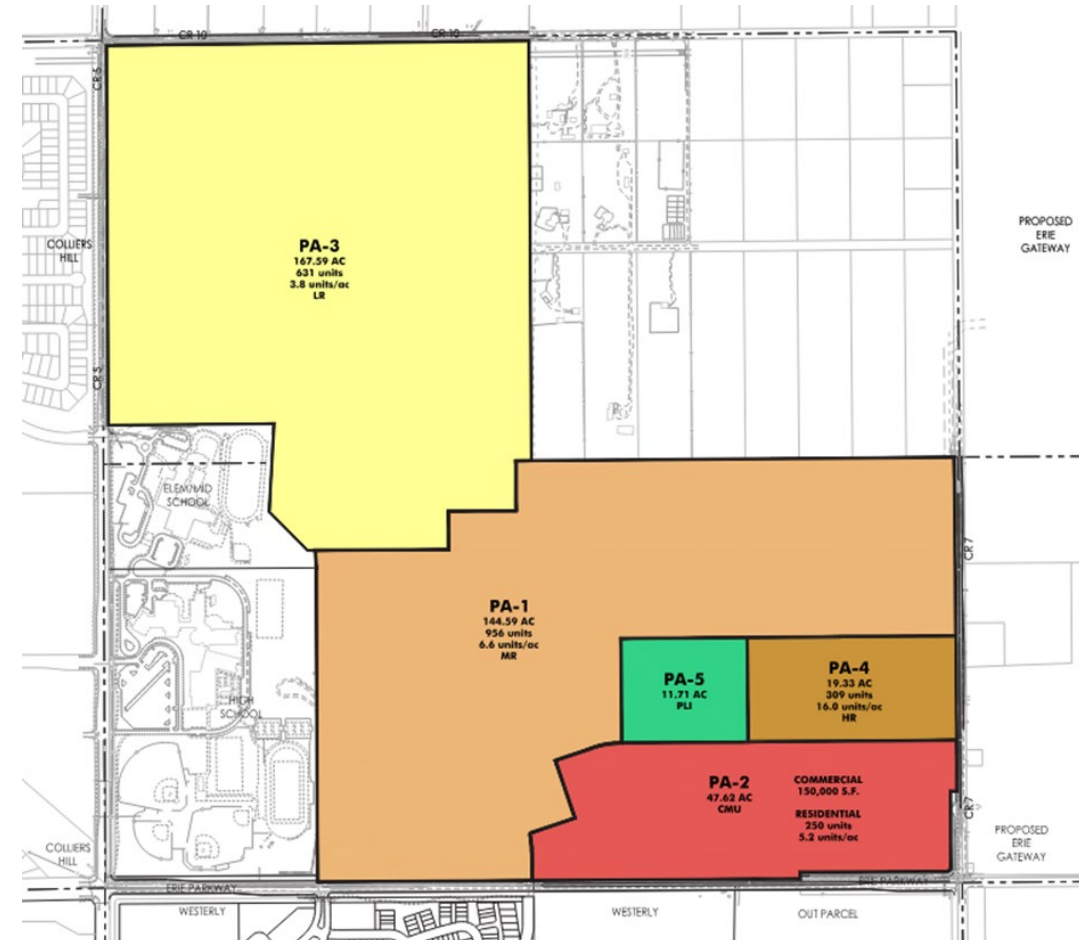 CR 10
CR 10
CR 5
PROPOSED
ERIE
GATEWAY
COLLIERS
HILL
PA-3
167.59 AC
631 units
3.8 units/ac
LR
CR 5
ELEM/MID
SCHOOL
CR 7
PA-1
144.59 AC
956 units
6.6 units/ac
MR
PA-5
11.71 AC
PLI
PA-4
19.33 AC
309 units
16.0 units/ac
HR
HIGH
SCHOOL
PA-2
47.62 AC
CMU
COMMERCIAL
150,000 S.F.
RESIDENTIAL
250 units
5.2 units/ac
CR 7
PROPOSED
ERIE
GATEWAY
COLLIERS
HILL
ERIE PARKWAY
ERIE PARKWAY
WESTERLY
WESTERLY
OUT PARCEL